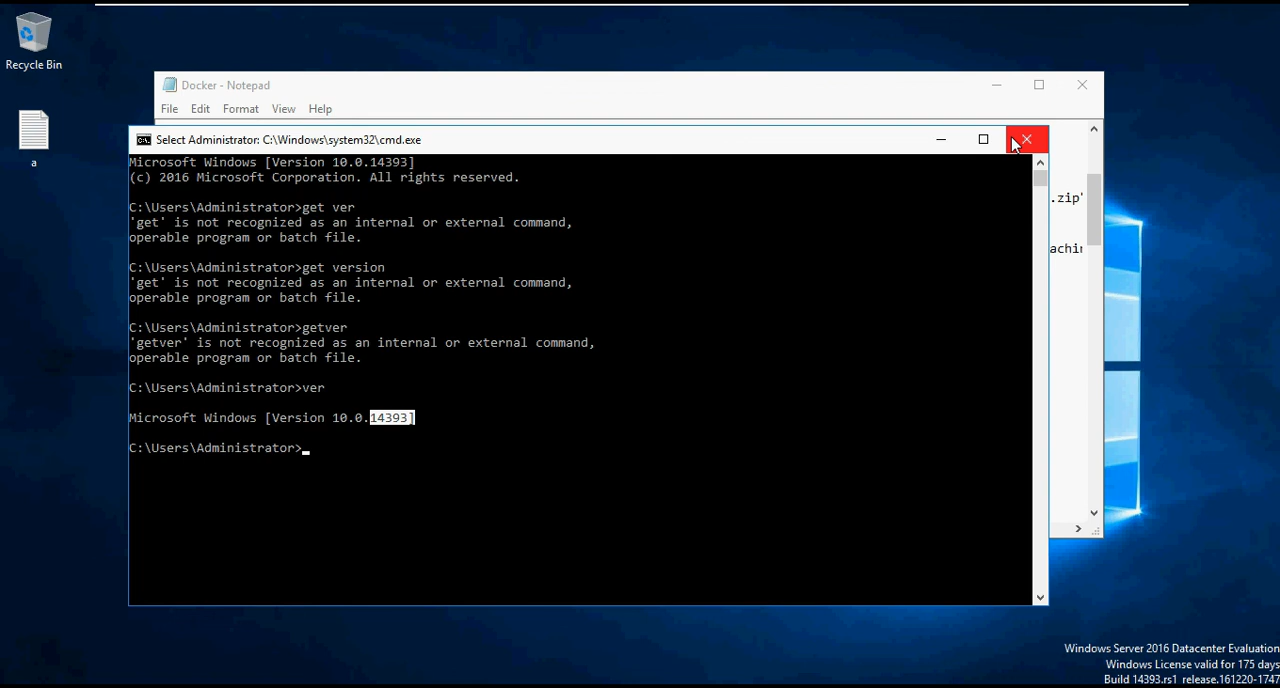 Recycle Bin
a
Docker - Notepad
File Edit Format View Help
.zip"
achin
Select Administrator: C:\Windows\system32\cmd.exe
Microsoft Windows [Version 10.0.14393]
(c) 2016 Microsoft Corporation. All rights reserved.
C:\Users\Administrator>get ver
'get' is not recognized as an internal or external command,
operable program or batch file.
C:\Users\Administrator>get version
'get' is not recognized as an internal or external command,
operable program or batch file.
C:\Users\Administrator>getver
'getver' is not recognized as an internal or external command,
operable program or batch file.
C:\Users\Administrator>ver
Microsoft Windows [Version 10.0.14393]
C:\Users\Administrator>
Windows Server 2016 Datacenter Evaluation
Windows License valid for 175 days
Build 14393.rs1_release.161220-1747